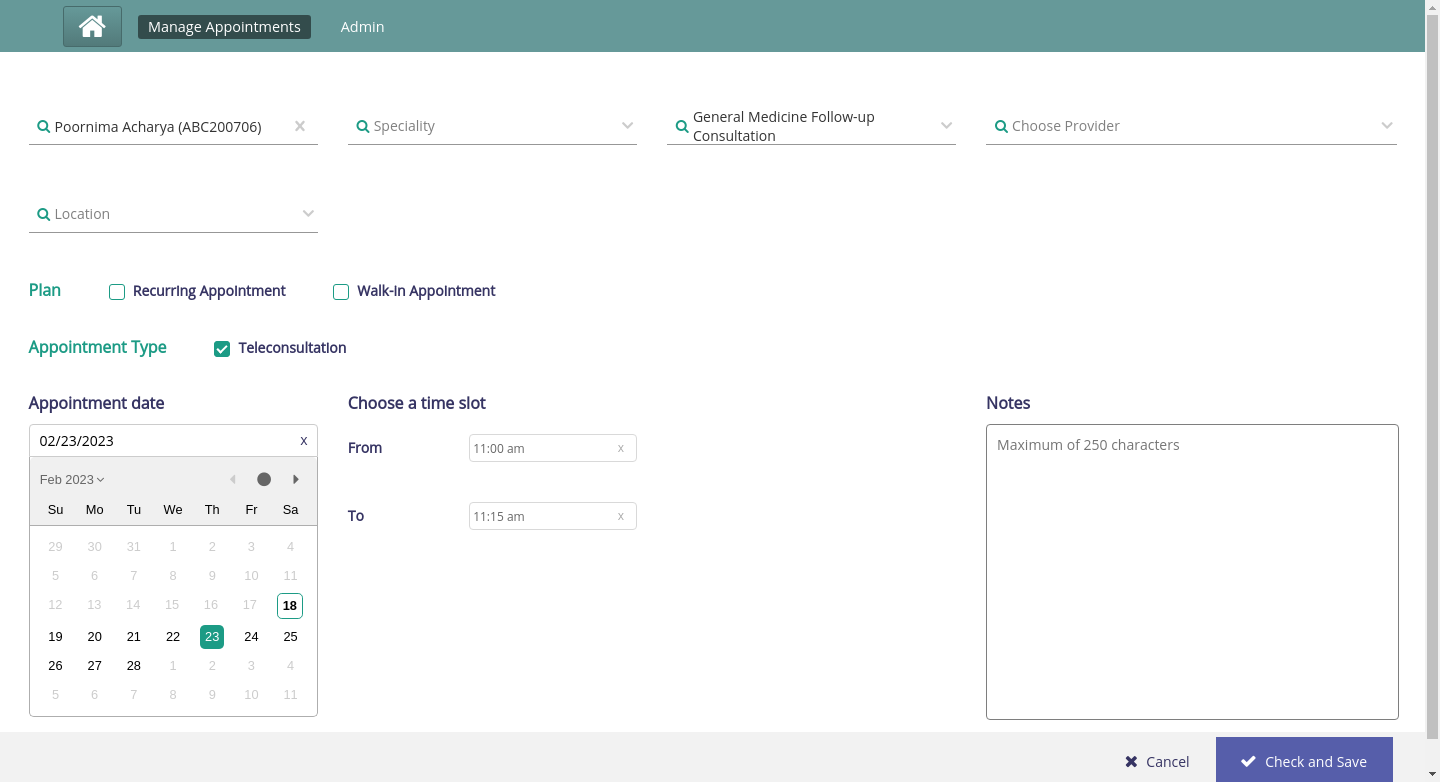 Manage Appointments Admin
Poornima Acharya (ABC200706) × Speciality General Medicine Follow-up Consultation Choose Provider
Location
Plan Recurring Appointment Walk-in Appointment
Appointment Type Teleconsultation
Appointment date Choose a time slot Notes
02/23/2023 x
From 11:00 am x
Maximum of 250 characters
Feb 2023
Su Mo Tu We Th Fr Sa
To 11:15 am x
29 30 31 1 2 3 4
5 6 7 8 9 10 11
12 13 14 15 16 17 18
19 20 21 22 23 24 25
26 27 28 1 2 3 4
5 6 7 8 9 10 11
Cancel Check and Save